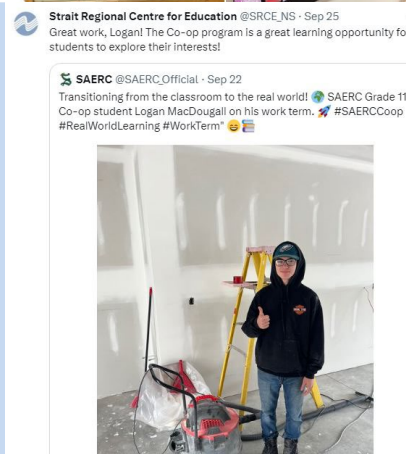 Strait Regional Centre for Education @SRCE_NS · Sep 25
Great work, Logan! The Co-op program is a great learning opportunity fo
students to explore their interests!
SAERC @SAERC_Official · Sep 22
Transitioning from the classroom to the real world! 🌍 SAERC Grade 11
Co-op student Logan MacDougall on his work term. 🚀 #SAERCCoop
#RealWorldLearning #WorkTerm" 😄📚